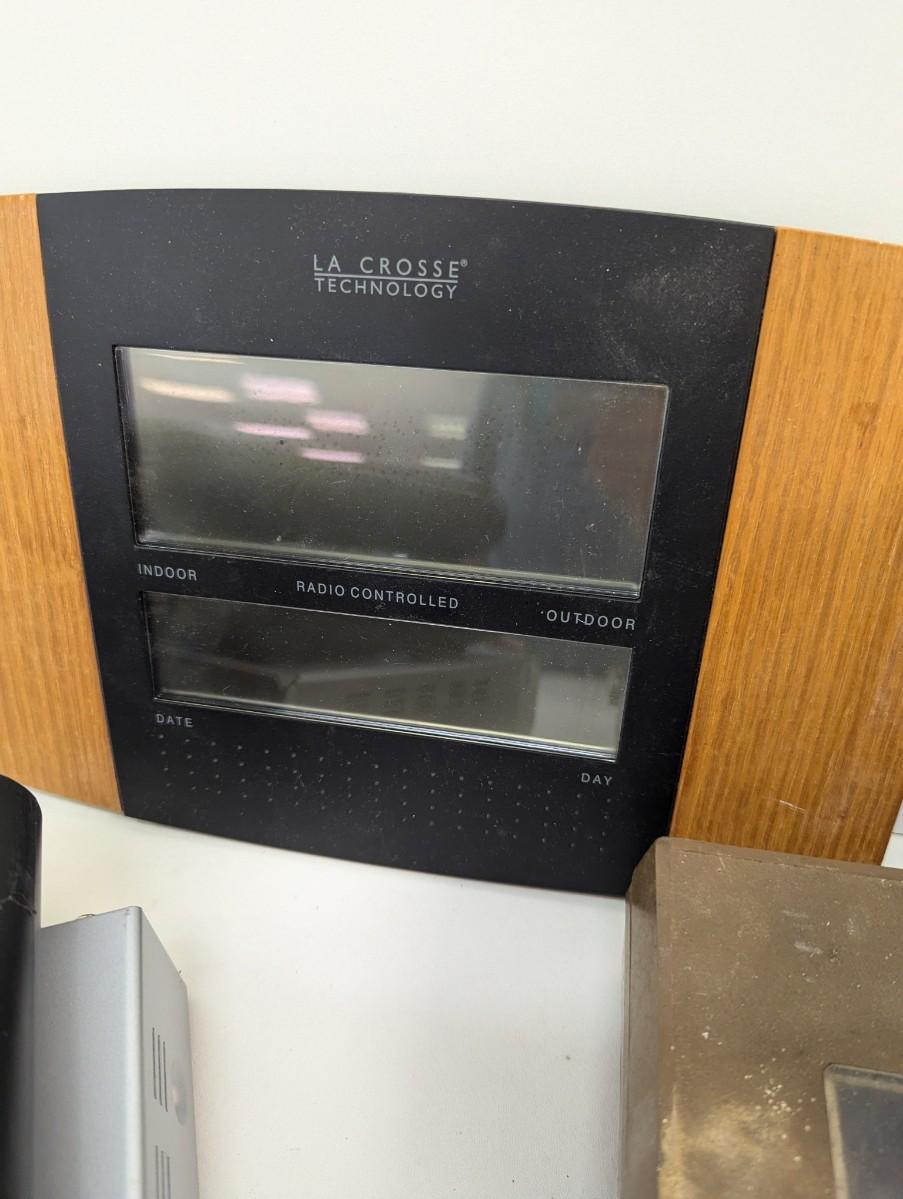 LA CROSSE®
TECHNOLOGY
INDOOR
RADIO CONTROLLED
OUTDOOR
DATE
DAY